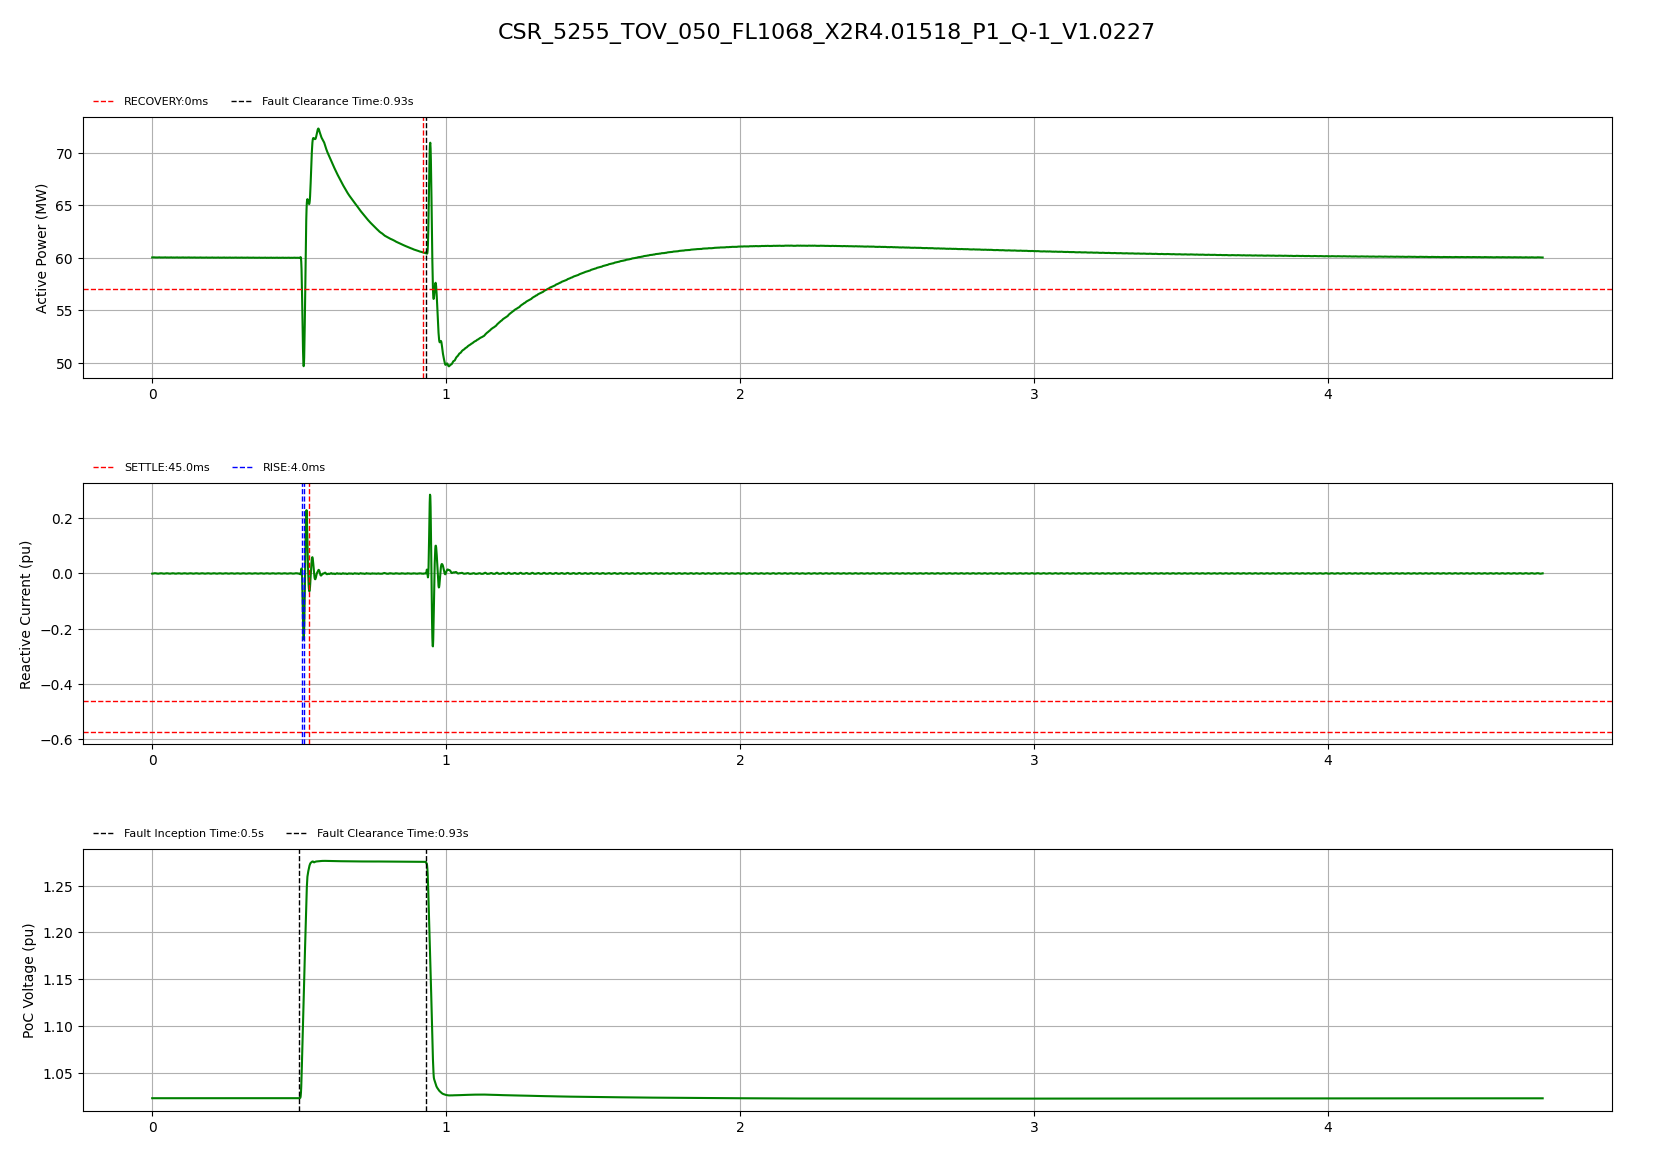 CSR_5255_TOV_050_FL1068_X2R4.01518_P1_Q-1_V1.0227
RECOVERY:0ms Fault Clearance Time:0.93s
Active Power (MW)
70
65
60
55
50
0 1 2 3 4
SETTLE:45.0ms RISE:4.0ms
Reactive Current (pu)
0.2
0.0
−0.2
−0.4
−0.6
0 1 2 3 4
Fault Inception Time:0.5s Fault Clearance Time:0.93s
PoC Voltage (pu)
1.25
1.20
1.15
1.10
1.05
0 1 2 3 4